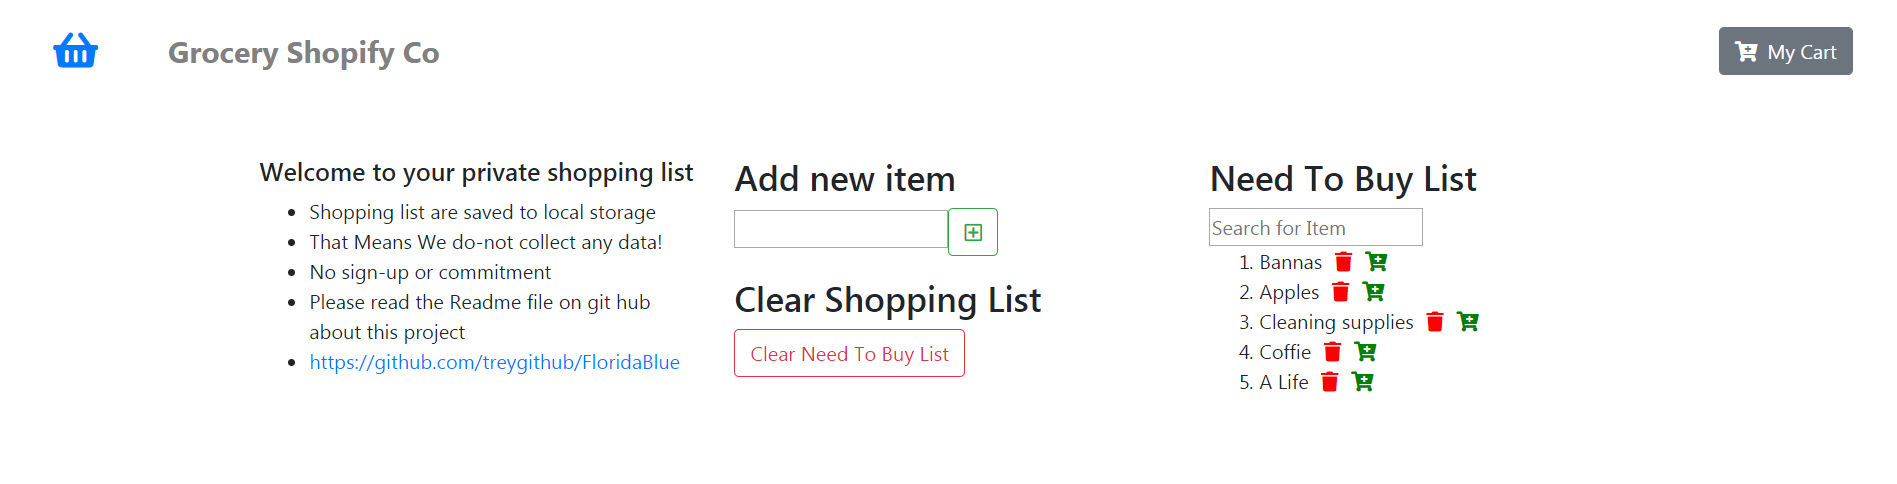 Grocery Shopify Co
My Cart
Welcome to your private shopping list
Shopping list are saved to local storage
That Means We do-not collect any data!
No sign-up or commitment
Please read the Readme file on git hub
about this project
https://github.com/treygithub/FloridaBlue
Add new item
Clear Shopping List
Clear Need To Buy List
Need To Buy List
Search for Item
1. Bannas
2. Apples
3. Cleaning supplies
4. Coffie
5. A Life